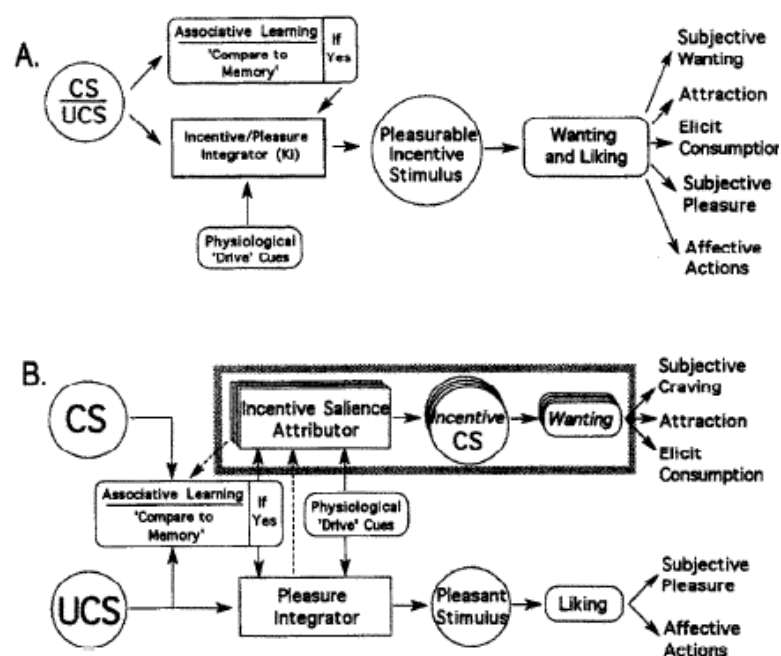 A.
CS
UCS
Associative Learning
'Compare to
Memory'
If
Yes
Incentive/Pleasure
Integrator (Ki)
Physiological
'Drive' Cues
Pleasurable
Incentive
Stimulus
Wanting
and Liking
Subjective
Wanting
Attraction
Elicit
Consumption
Subjective
Pleasure
Affective
Actions
B.
CS
UCS
Associative Learning
'Compare to
Memory'
If
Yes
Incentive Salience
Attributor
Incentive
CS
Wanting
Subjective
Craving
Attraction
Elicit
Consumption
Physiological
'Drive' Cues
Pleasure
Integrator
Pleasant
Stimulus
Liking
Subjective
Pleasure
Affective
Actions